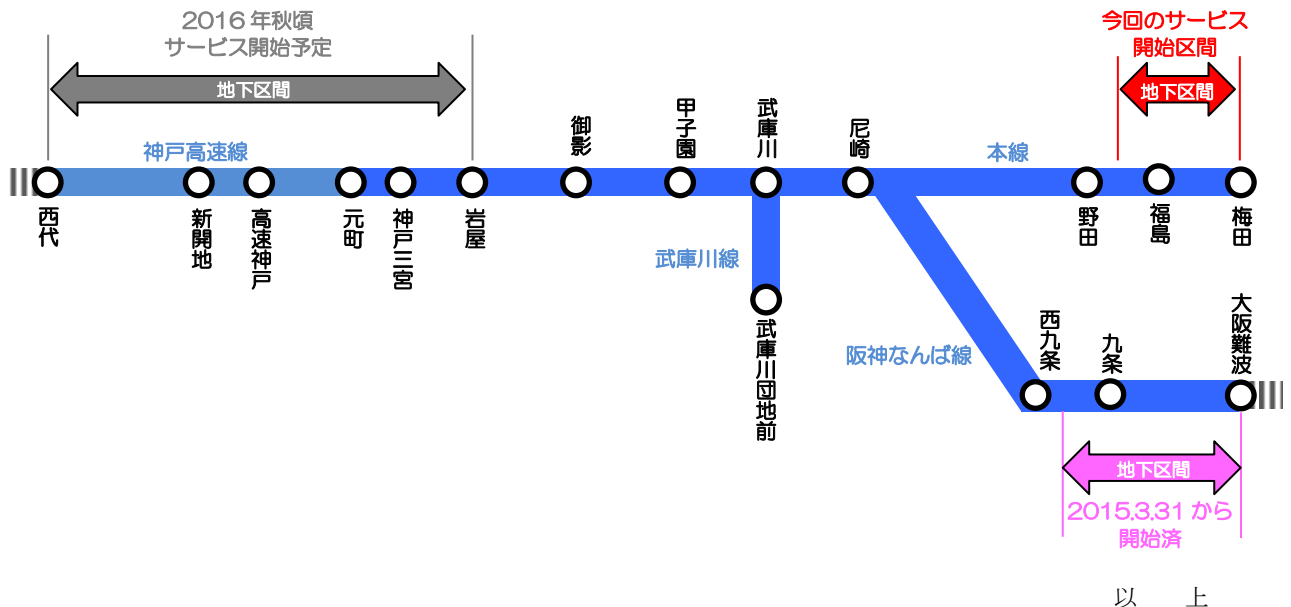 2016年秋頃
サービス開始予定
地下区間
今回のサービス
開始区間
地下区間
神戸高速線
本線
御影
甲子園
武庫川
尼崎
西代
新開地
高速神戸
元町
神戸三宮
岩屋
野田
福島
梅田
武庫川線
武庫川団地前
阪神なんば線
西九条
九条
大阪難波
地下区間
2015.3.31から
開始済
以　上